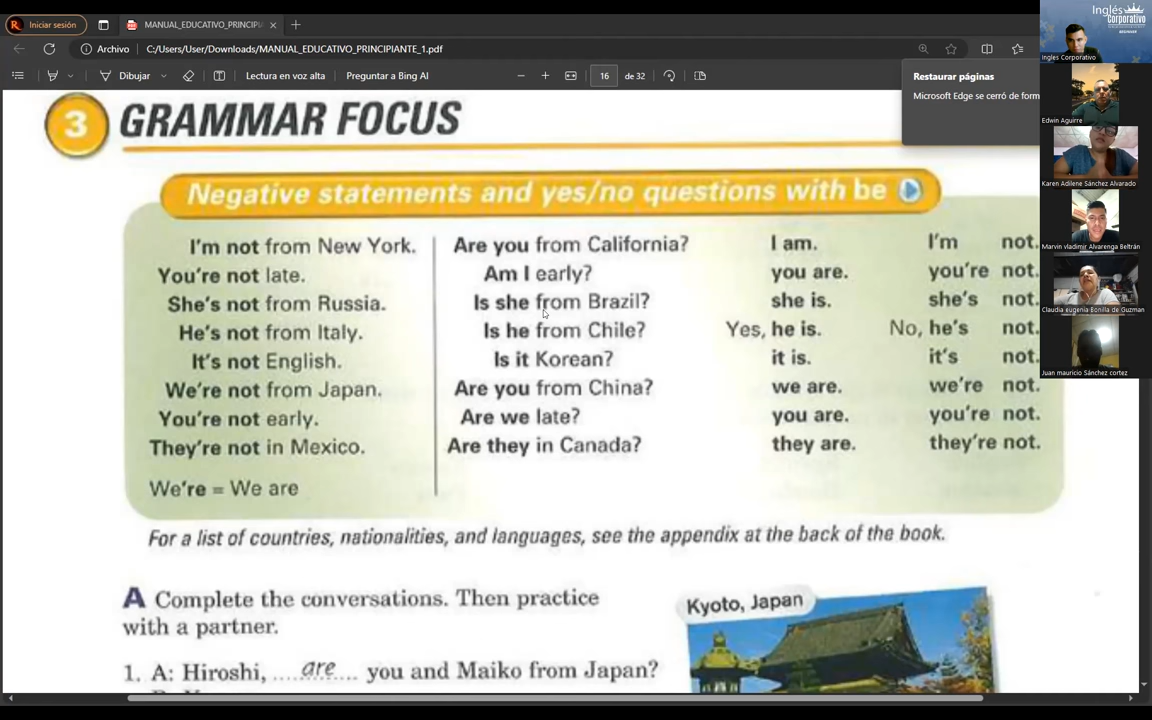 Iniciar sesión
MANUAL_EDUCATIVO_PRINCIPI
Archivo
C:/Users/User/Downloads/MANUAL_EDUCATIVO_PRINCIPIANTE_1.pdf
Dibujar
Lectura en voz alta
Preguntar a Bing AI
16 de 32
Restaurar páginas
Microsoft Edge se cerró de form
3 GRAMMAR FOCUS
Negative statements and yes/no questions with be
I'm not from New York.
You're not late.
She's not from Russia.
He's not from Italy.
It's not English.
We're not from Japan.
You're not early.
They're not in Mexico.
We're = We are
Are you from California?
Am I early?
Is she from Brazil?
Is he from Chile?
Is it Korean?
Are you from China?
Are we late?
Are they in Canada?
I am.
you are.
she is.
Yes, he is.
it is.
we are.
you are.
they are.
I'm not.
you're not.
she's not.
No, he's not.
it's not.
we're not.
you're not.
they're not.
For a list of countries, nationalities, and languages, see the appendix at the back of the book.
A Complete the conversations. Then practice
with a partner.
1. A: Hiroshi, ....are.... you and Maiko from Japan?
Kyoto, Japan
Inglés
Corporativo
BEGINNER
Ingles Corporativo
Edwin Aguirre
Karen Adilene Sánchez Alvarado
Marvin vladimir Alvarenga Beltrán
Claudia eugenia Bonilla de Guzman
Juan mauricio Sánchez cortez